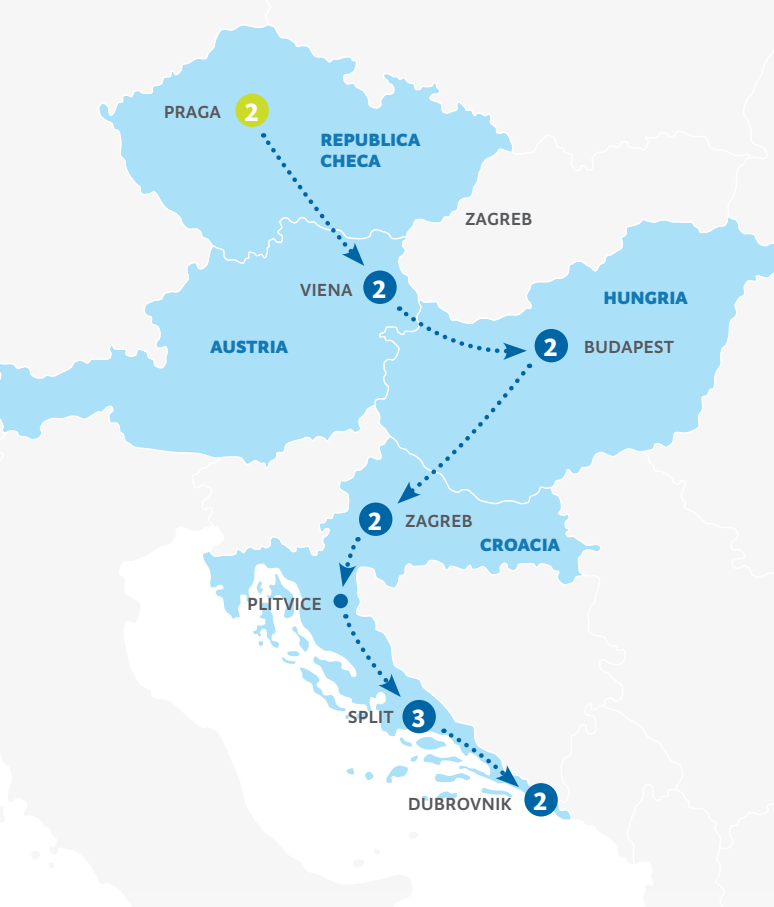 PRAGA 2
REPUBLICA
CHECA
ZAGREB
VIENA 2
HUNGRIA
AUSTRIA
2 BUDAPEST
2 ZAGREB
CROACIA
PLITVICE
SPLIT 3
DUBROVNIK 2